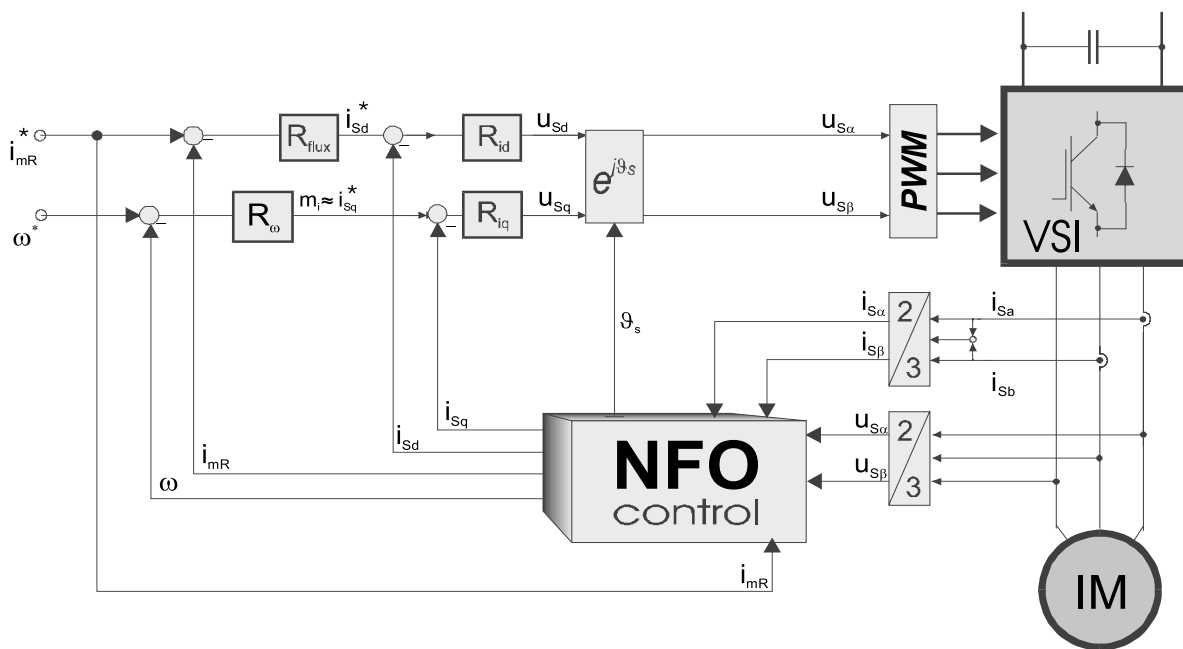 i*mR
ω*
Rflux
i*Sd
Rid
uSd
Rω
mi≈ i*Sq
Riq
uSq
e^jϑs
uSα
uSβ
PWM
VSI
ϑs
iSα
iSβ
2
3
iSa
iSb
iSq
iSd
imR
ω
NFO
control
uSα
uSβ
2
3
imR
IM